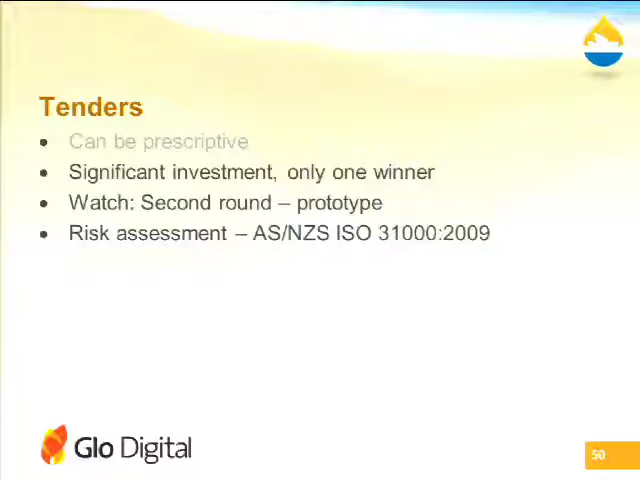 Tenders
• Can be prescriptive
• Significant investment, only one winner
• Watch: Second round – prototype
• Risk assessment – AS/NZS ISO 31000:2009
Glo Digital
50